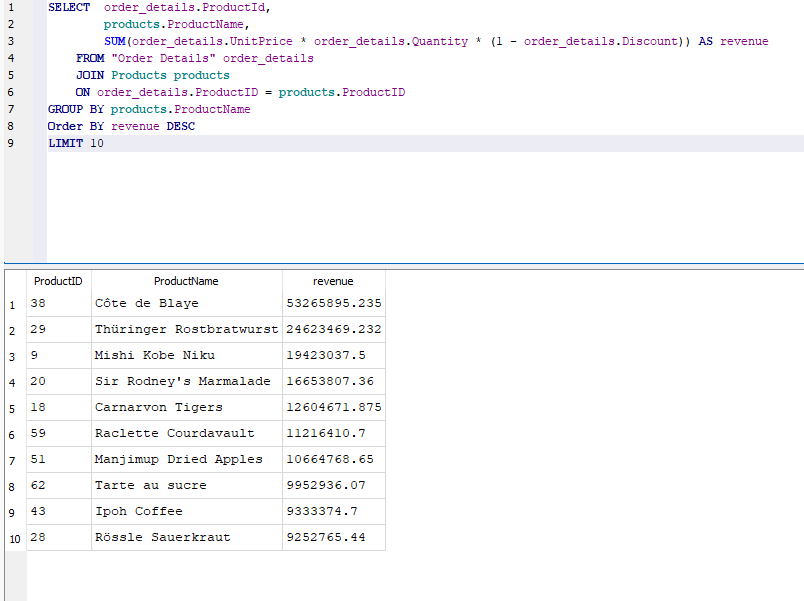 1 SELECT order_details.ProductId,
2 products.ProductName,
3 SUM(order_details.UnitPrice * order_details.Quantity * (1 - order_details.Discount)) AS revenue
4 FROM "Order Details" order_details
5 JOIN Products products
6 ON order_details.ProductID = products.ProductID
7 GROUP BY products.ProductName
8 Order BY revenue DESC
9 LIMIT 10
ProductID ProductName revenue
1 38 Côte de Blaye 53265895.235
2 29 Thüringer Rostbratwurst 24623469.232
3 9 Mishi Kobe Niku 19423037.5
4 20 Sir Rodney's Marmalade 16653807.36
5 18 Carnarvon Tigers 12604671.875
6 59 Raclette Courdavault 11216410.7
7 51 Manjimup Dried Apples 10664768.65
8 62 Tarte au sucre 9952936.07
9 43 Ipoh Coffee 9333374.7
10 28 Rössle Sauerkraut 9252765.44